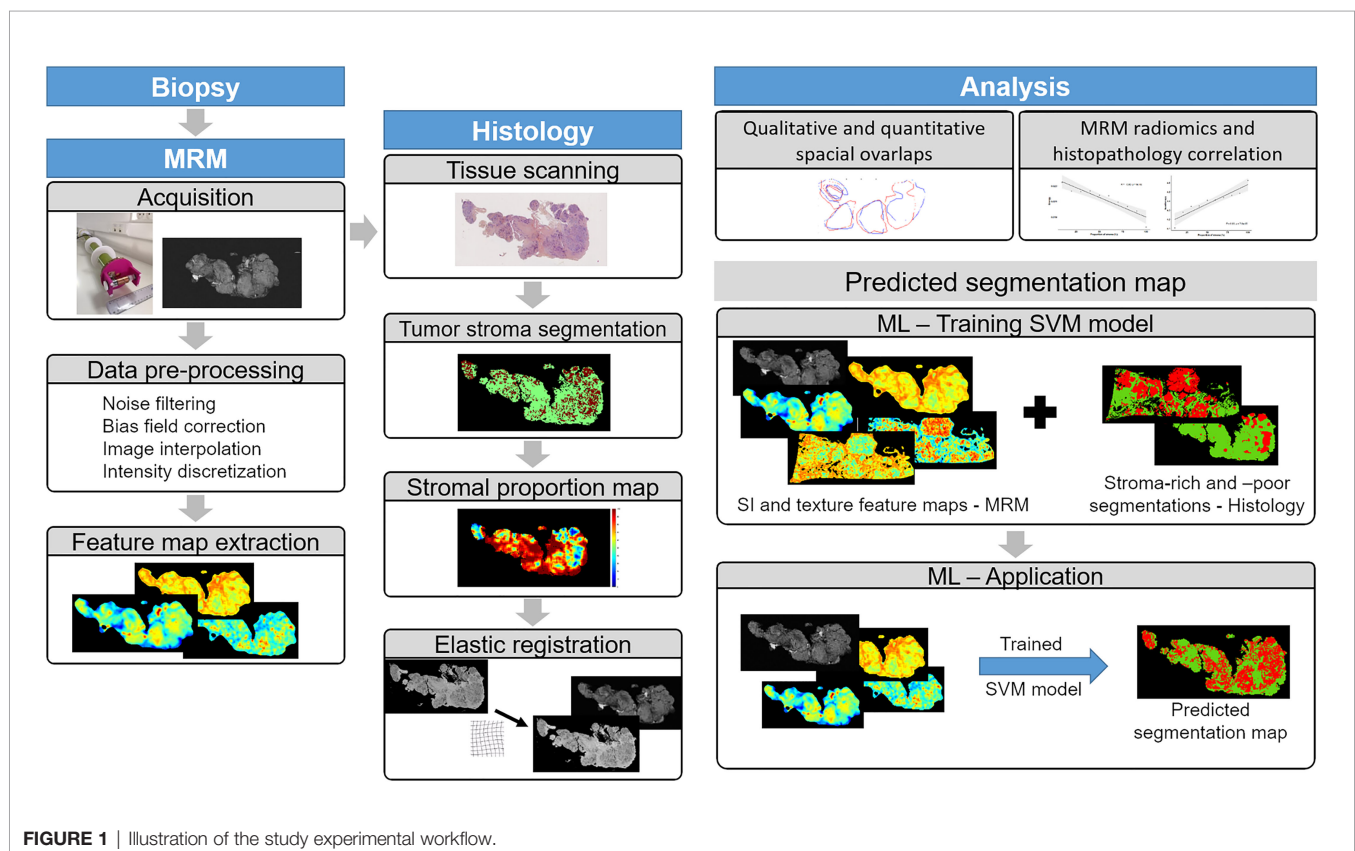 Biopsy
MRM
Acquisition
Data pre-processing
Noise filtering
Bias field correction
Image interpolation
Intensity discretization
Feature map extraction
Histology
Tissue scanning
Tumor stroma segmentation
Stromal proportion map
Elastic registration
Analysis
Qualitative and quantitative
spacial ovarlaps
MRM radiomics and
histopathology correlation
Predicted segmentation map
ML – Training SVM model
SI and texture feature maps - MRM
Stroma-rich and –poor
segmentations - Histology
ML – Application
Trained
SVM model
Predicted
segmentation map
FIGURE 1 | Illustration of the study experimental workflow.